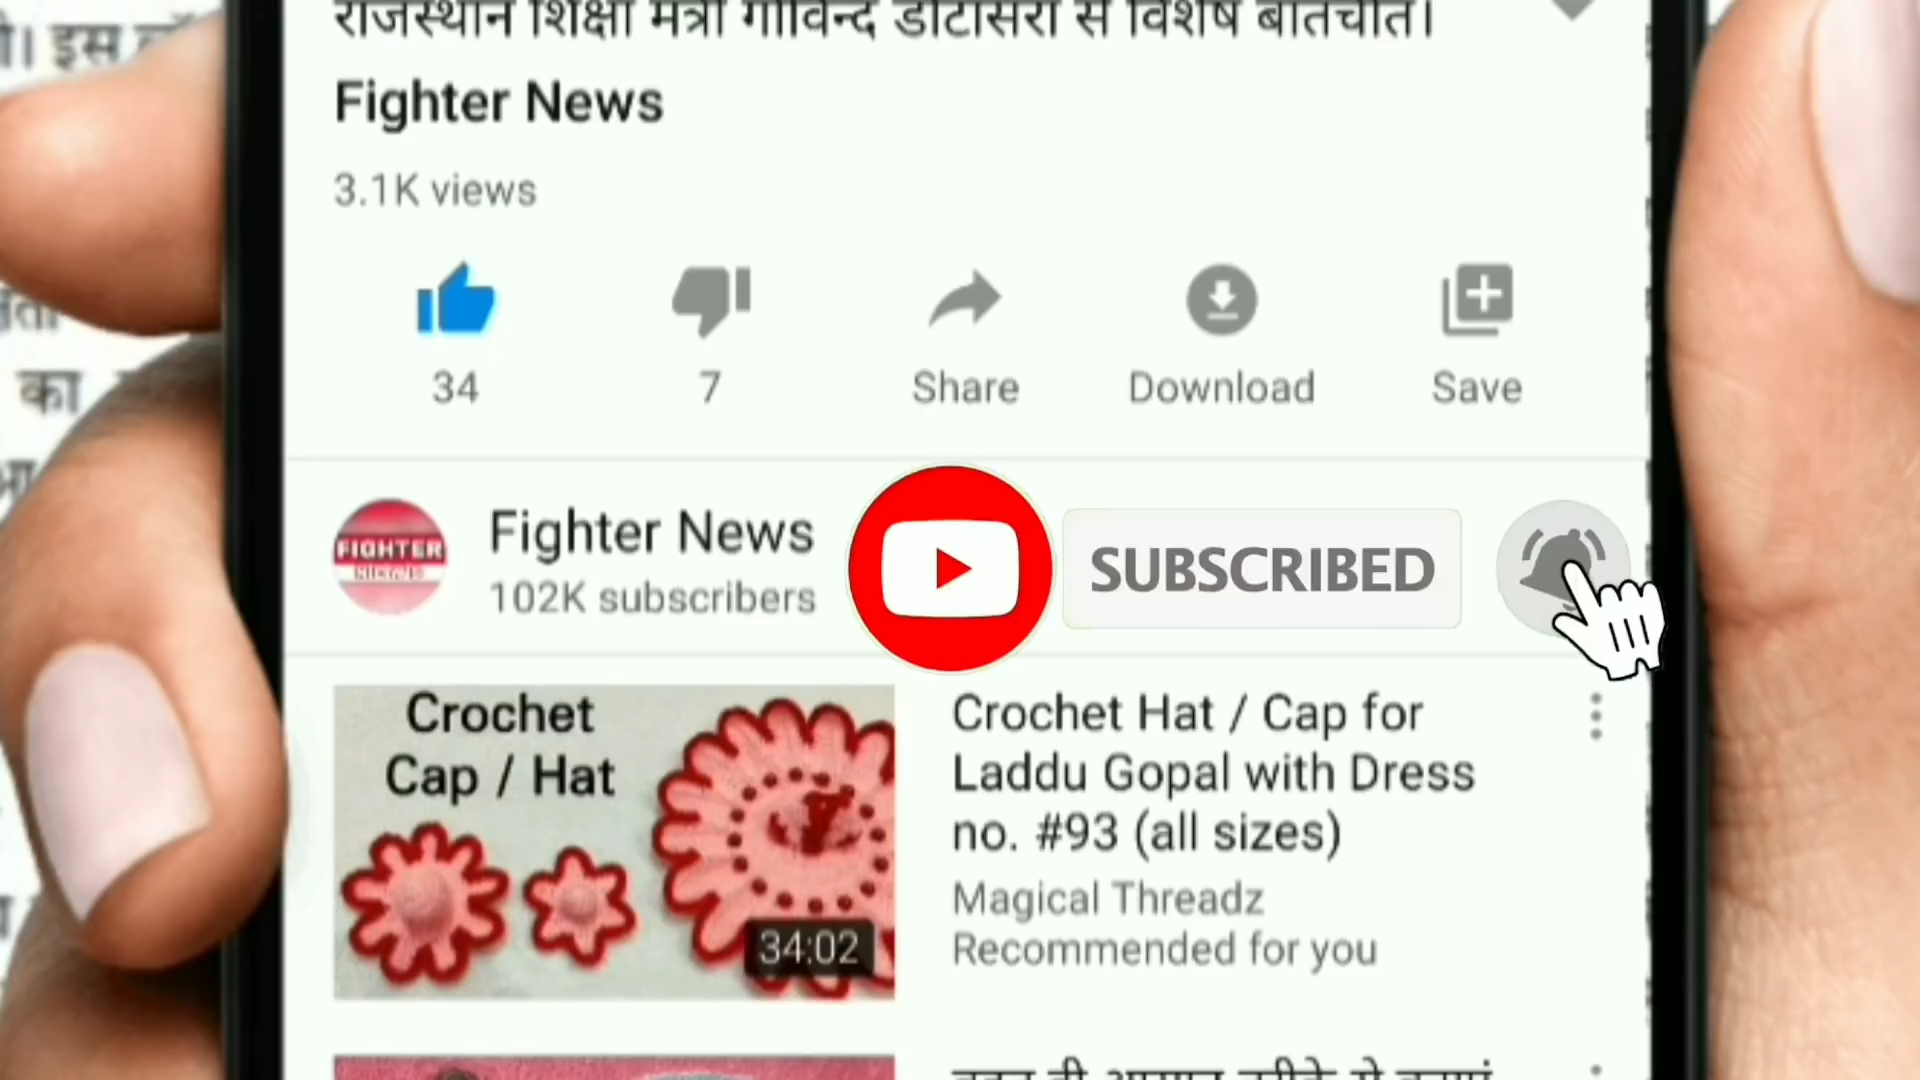 राजस्थान शिक्षा मंत्री गोविन्द डोटासरा से विशेष बातचीत।
Fighter News
3.1K views
34
7
Share
Download
Save
FIGHTER
Fighter News
102K subscribers
SUBSCRIBED
Crochet
Cap / Hat
34:02
Crochet Hat / Cap for
Laddu Gopal with Dress
no. #93 (all sizes)
Magical Threadz
Recommended for you
इस
का